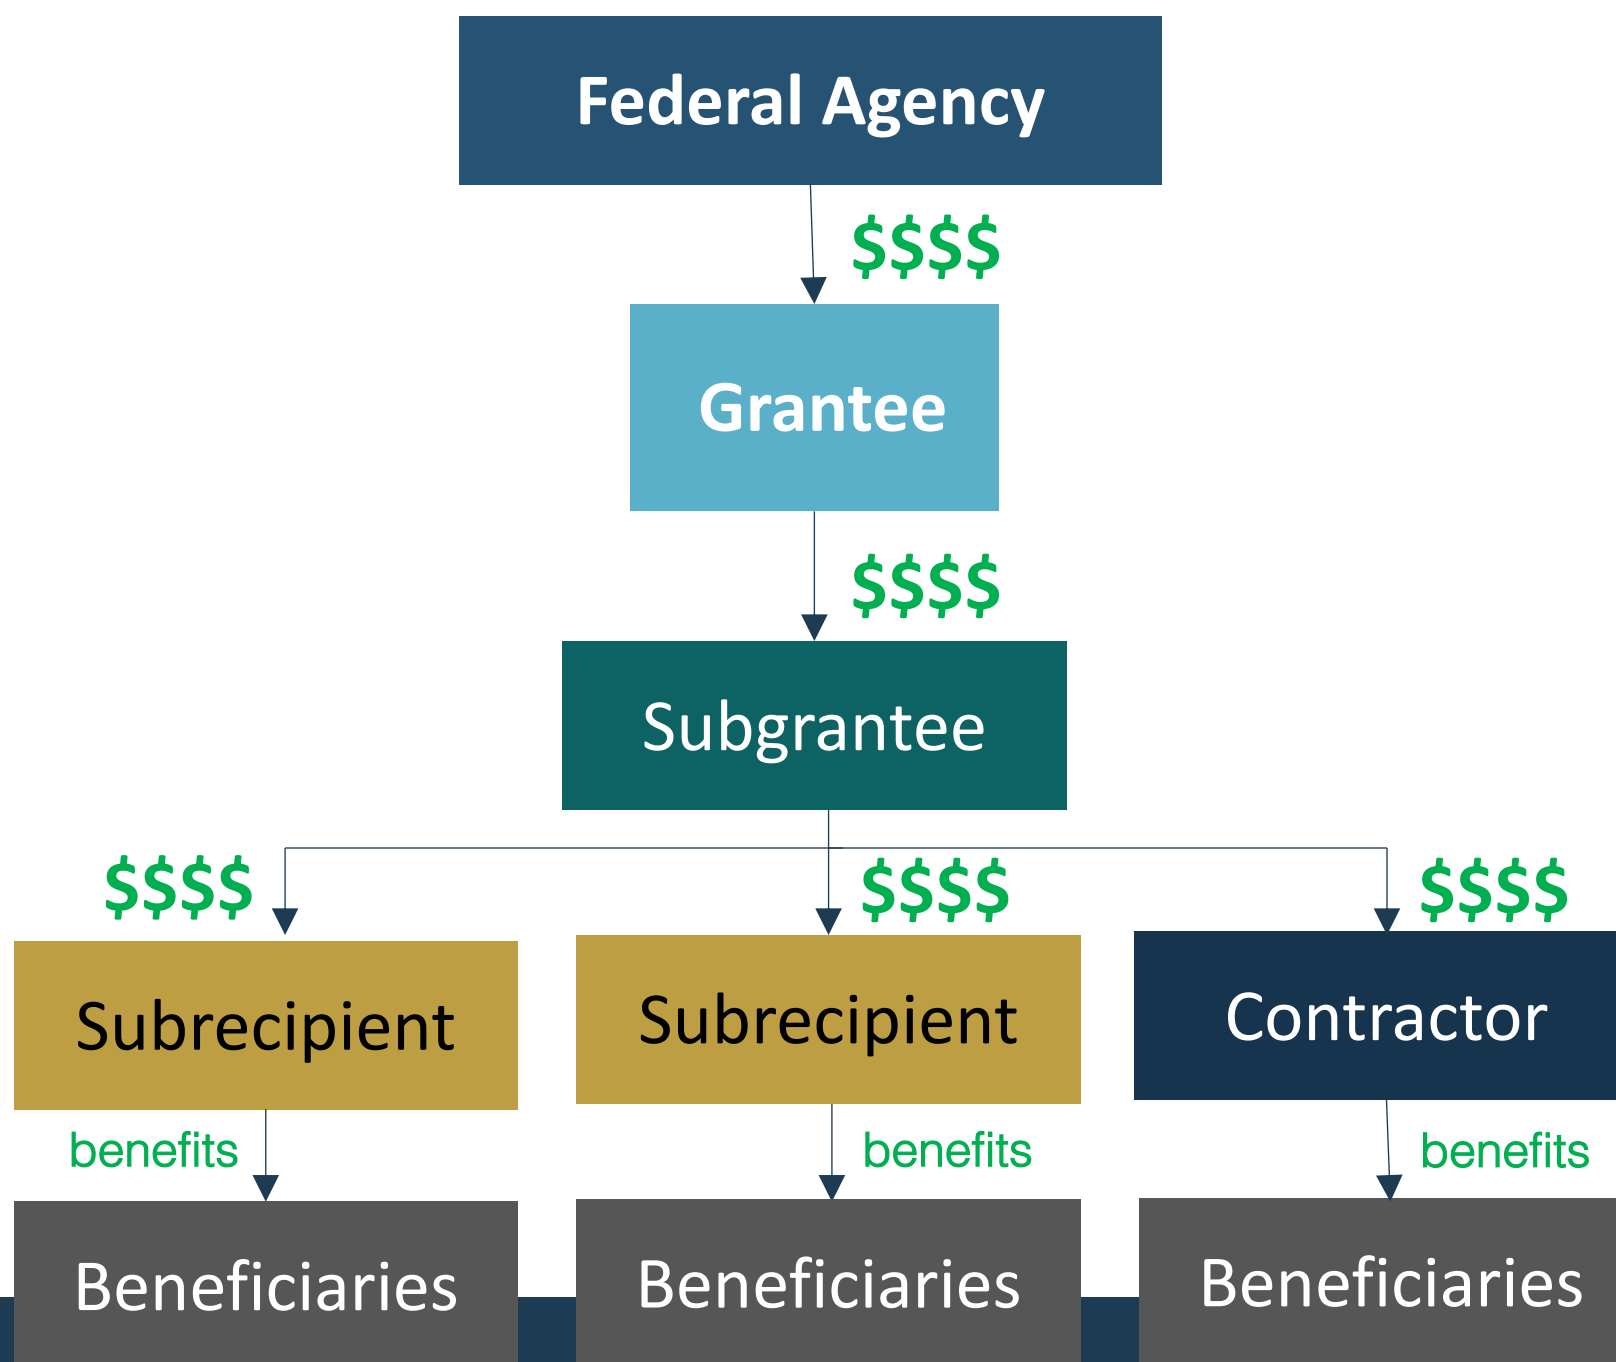 Federal Agency
$$$$
Grantee
$$$$
Subgrantee
$$$$
$$$$
$$$$
Subrecipient
Subrecipient
Contractor
benefits
benefits
benefits
Beneficiaries
Beneficiaries
Beneficiaries